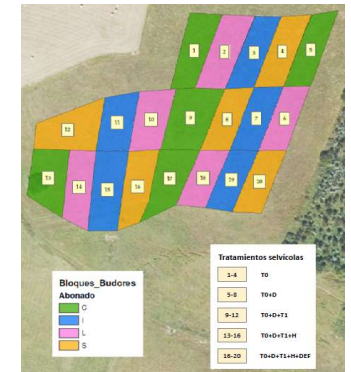 1 2 3 4 5
12 11 10 9 8 7 6
13 14 15 16 17 18 19 20
Bloques_Budores
Abonado
C
I
L
S
Tratamientos selvícolas
1-4 T0
5-8 T0+D
9-12 T0+D+T1
13-16 T0+D+T1+H
16-20 T0+D+T1+H+DEF